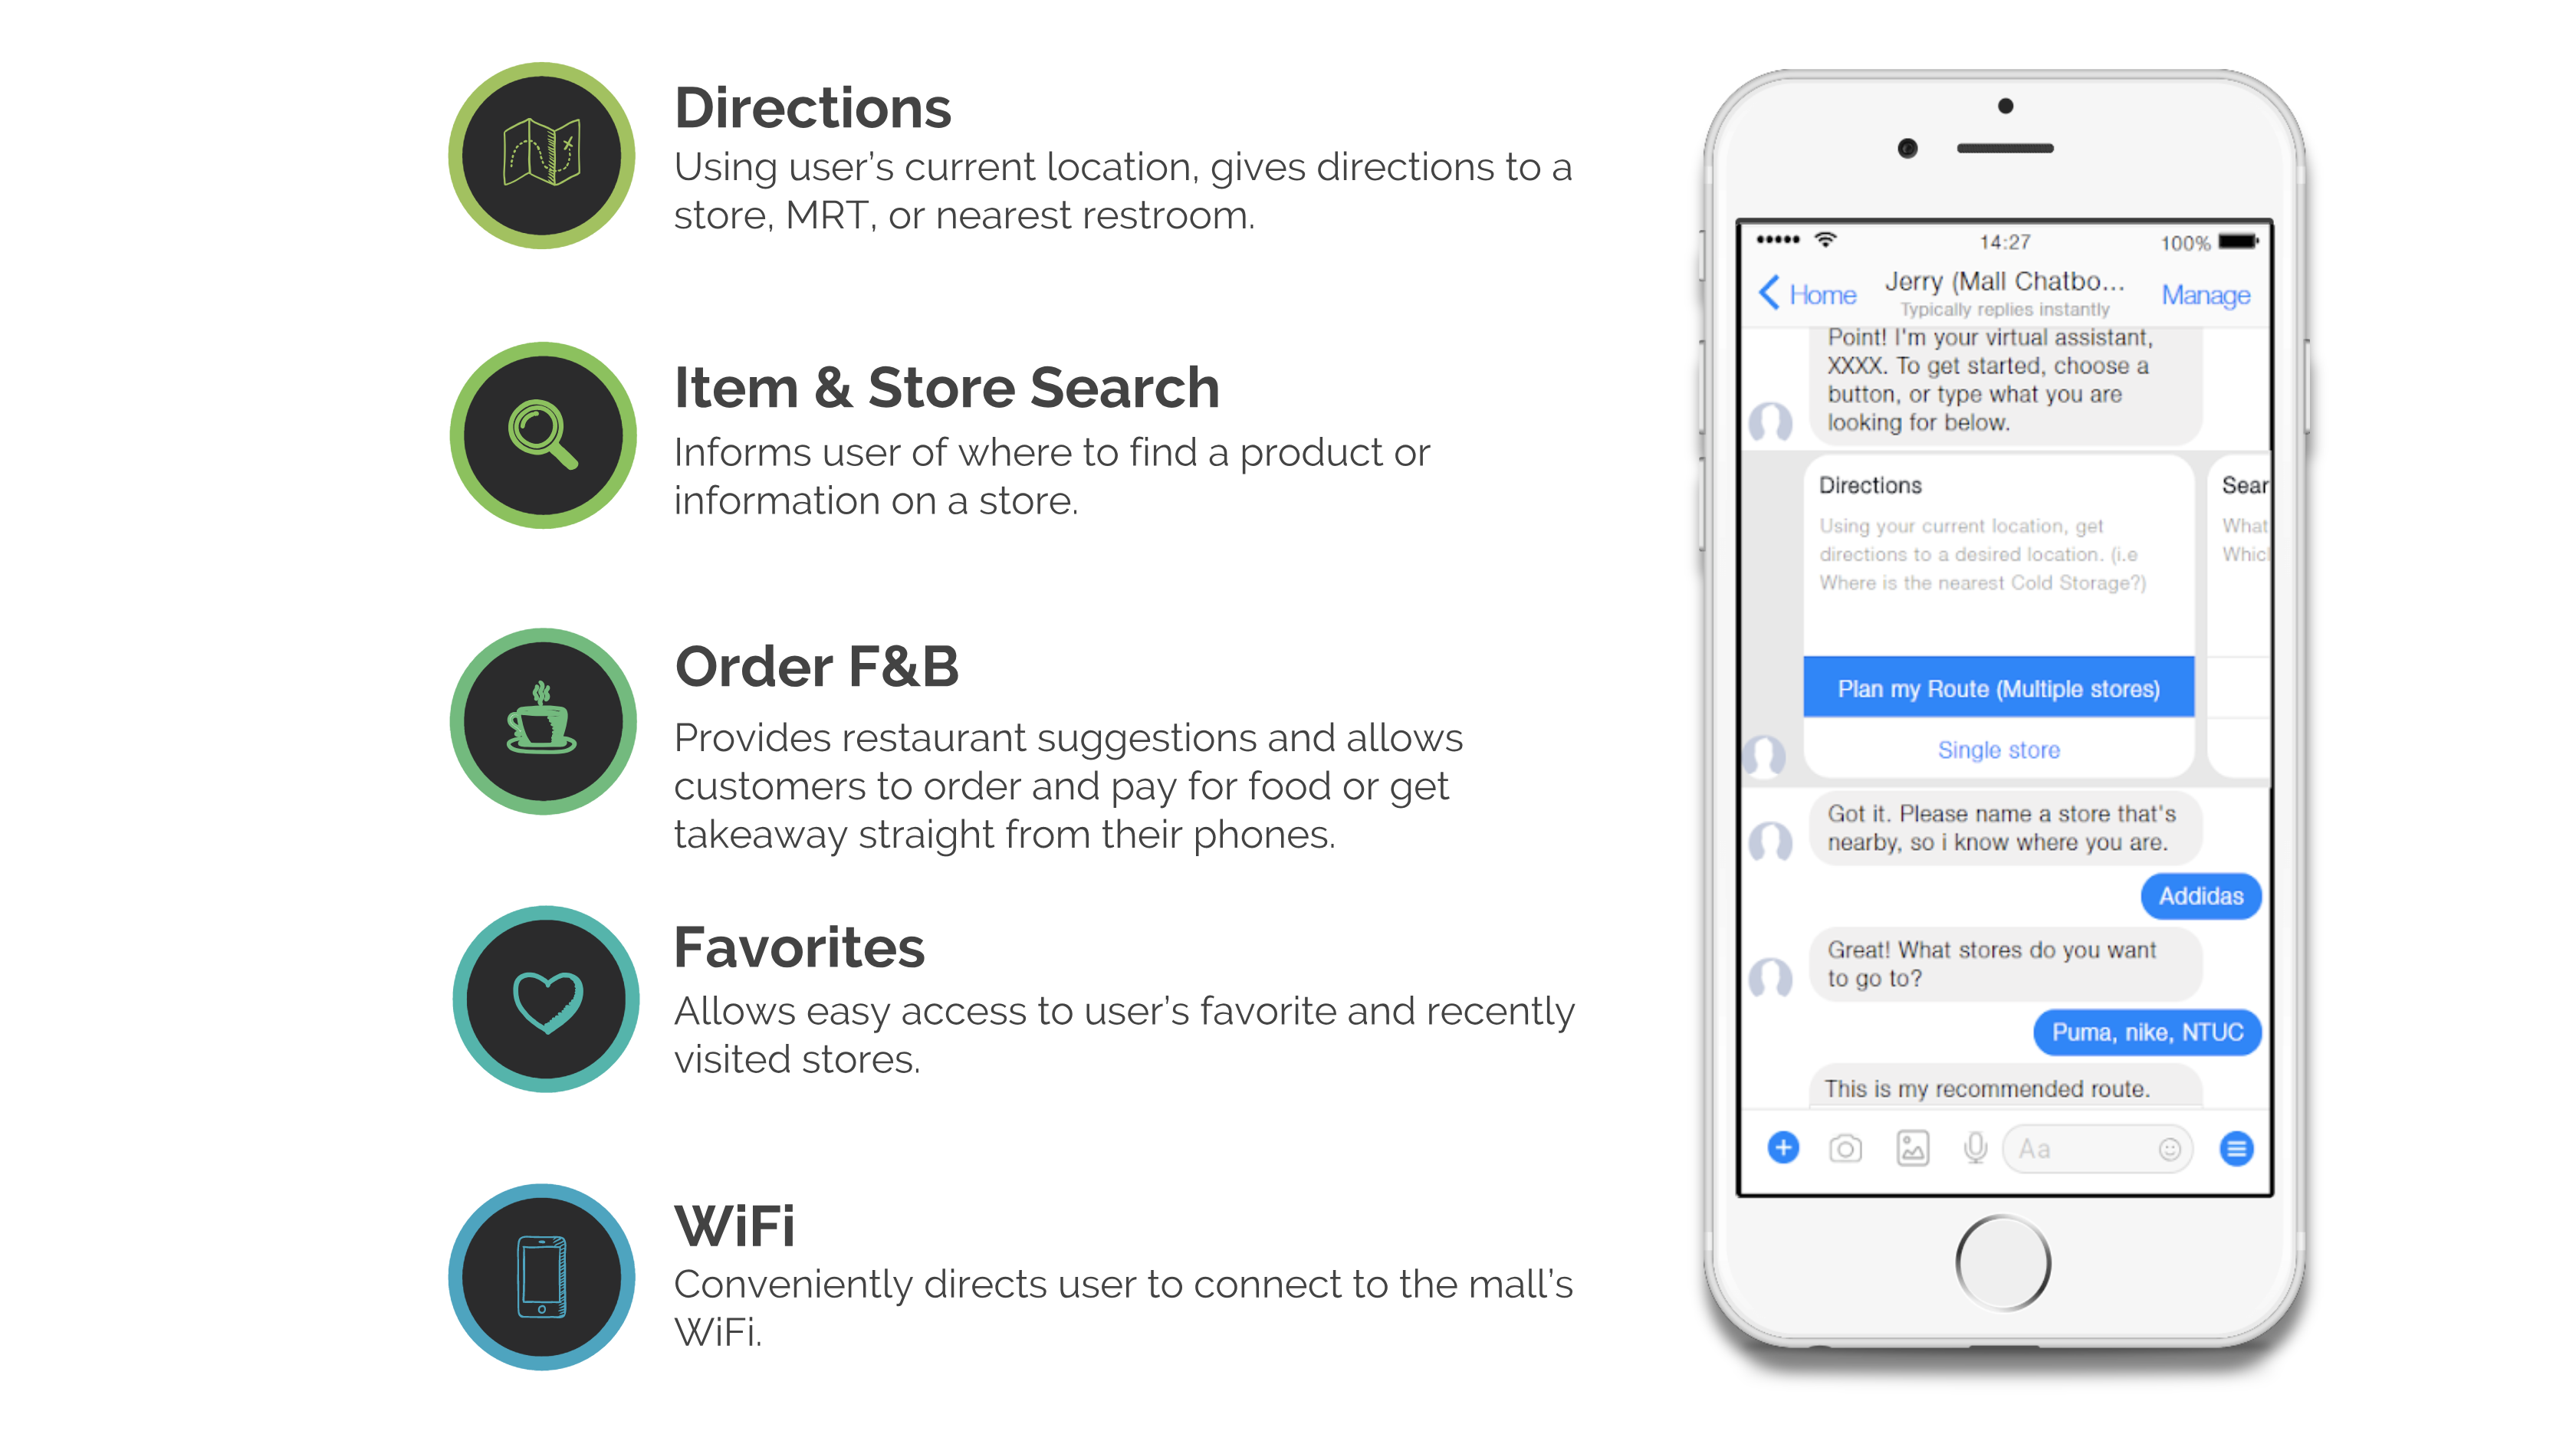 Directions
Using user’s current location, gives directions to a
store, MRT, or nearest restroom.
Item & Store Search
Informs user of where to find a product or
information on a store.
Order F&B
Provides restaurant suggestions and allows
customers to order and pay for food or get
takeaway straight from their phones.
Favorites
Allows easy access to user’s favorite and recently
visited stores.
WiFi
Conveniently directs user to connect to the mall’s
WiFi.
14:27
100%
Home
Jerry (Mall Chatbo...
Typically replies instantly
Manage
Point! I'm your virtual assistant,
XXXX. To get started, choose a
button, or type what you are
looking for below.
Directions
Using your current location, get
directions to a desired location. (i.e
Where is the nearest Cold Storage?)
Plan my Route (Multiple stores)
Single store
Sear
What
Whic
Got it. Please name a store that's
nearby, so i know where you are.
Addidas
Great! What stores do you want
to go to?
Puma, nike, NTUC
This is my recommended route.
Aa